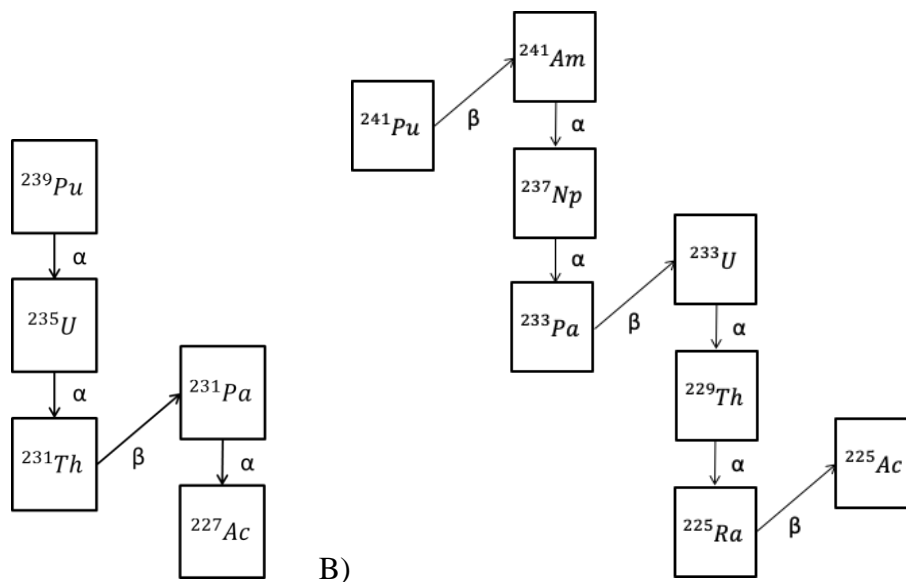 ²³⁹Pu
α
²³⁵U
α
²³¹Th
β
²³¹Pa
α
²²⁷Ac
B)
²⁴¹Pu
β
²⁴¹Am
α
²³⁷Np
α
²³³Pa
β
²³³U
α
²²⁹Th
α
²²⁵Ra
β
²²⁵Ac